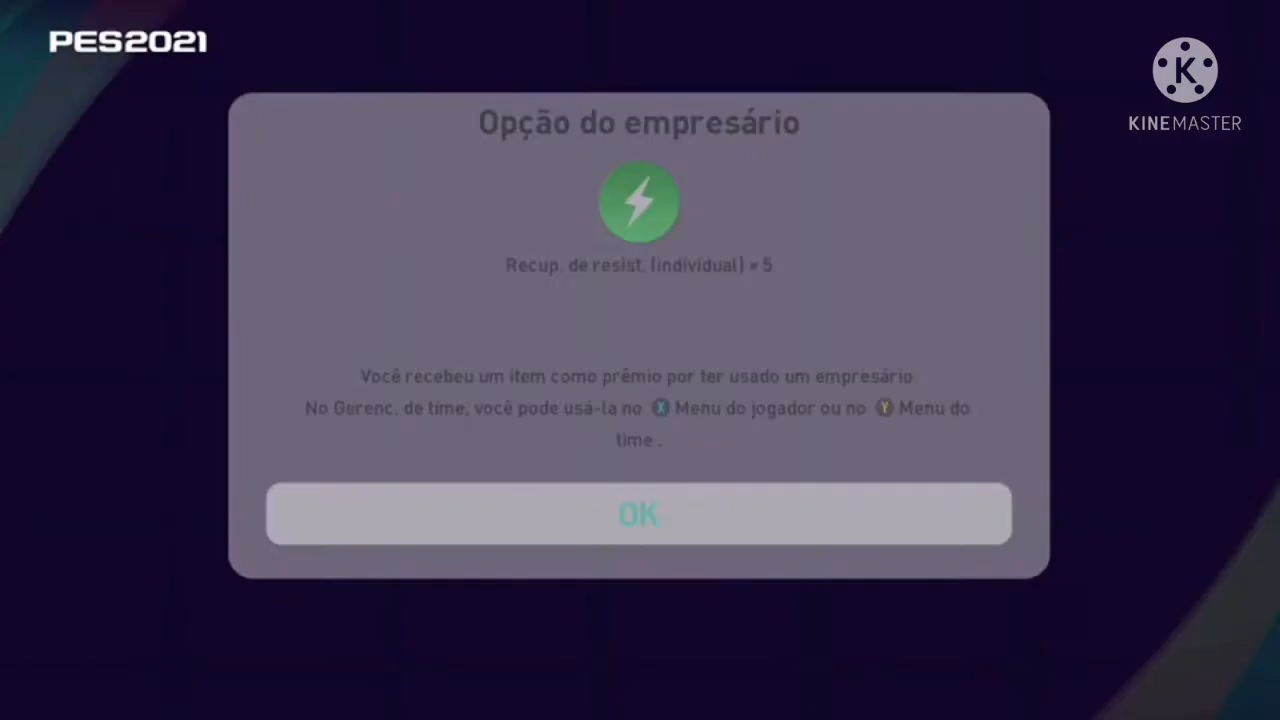 PES2021
K
KINEMASTER
Opção do empresário
Recup. de resist. (individual) × 5
Você recebeu um item como prêmio por ter usado um empresário.
No Gerenc. de time, você pode usá-la no X Menu do jogador ou no Y Menu do
time .
OK